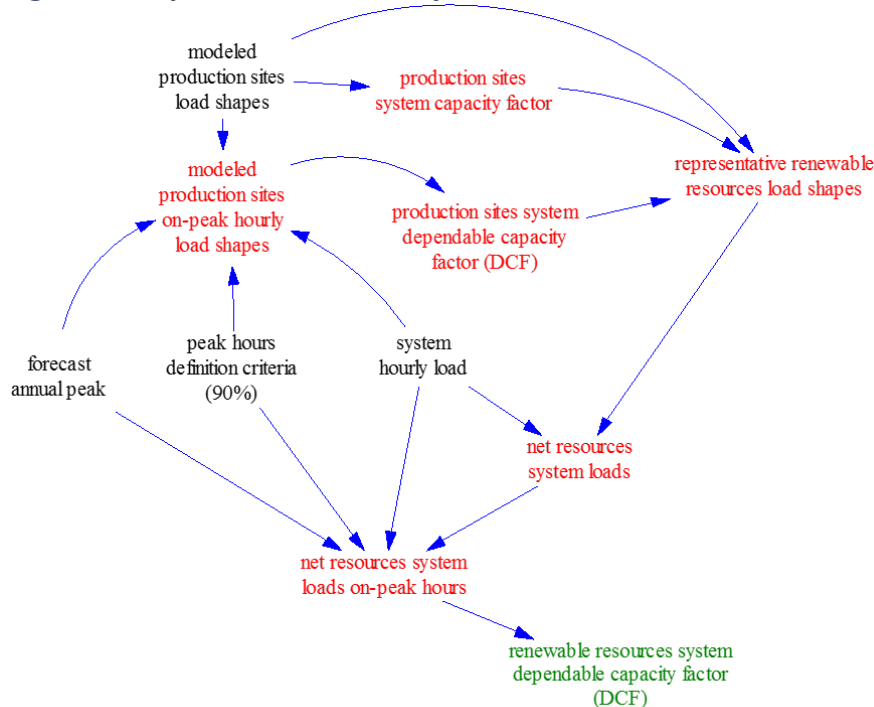 modeled
production sites
load shapes
production sites
system capacity factor
representative renewable
resources load shapes
modeled
production sites
on-peak hourly
load shapes
production sites system
dependable capacity
factor (DCF)
forecast
annual peak
peak hours
definition criteria
(90%)
system
hourly load
net resources
system loads
net resources system
loads on-peak hours
renewable resources system
dependable capacity factor
(DCF)